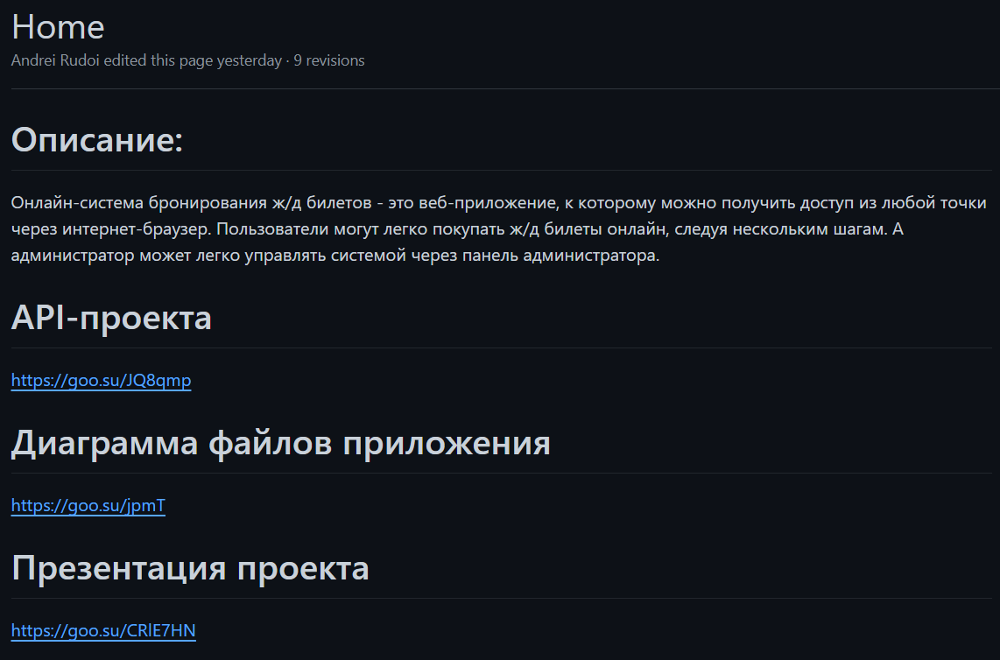 Home
Andrei Rudoi edited this page yesterday · 9 revisions
Описание:
Онлайн-система бронирования ж/д билетов - это веб-приложение, к которому можно получить доступ из любой точки
через интернет-браузер. Пользователи могут легко покупать ж/д билеты онлайн, следуя нескольким шагам. А
администратор может легко управлять системой через панель администратора.
API-проекта
https://goo.su/JQ8qmp
Диаграмма файлов приложения
https://goo.su/jpmT
Презентация проекта
https://goo.su/CRlE7HN